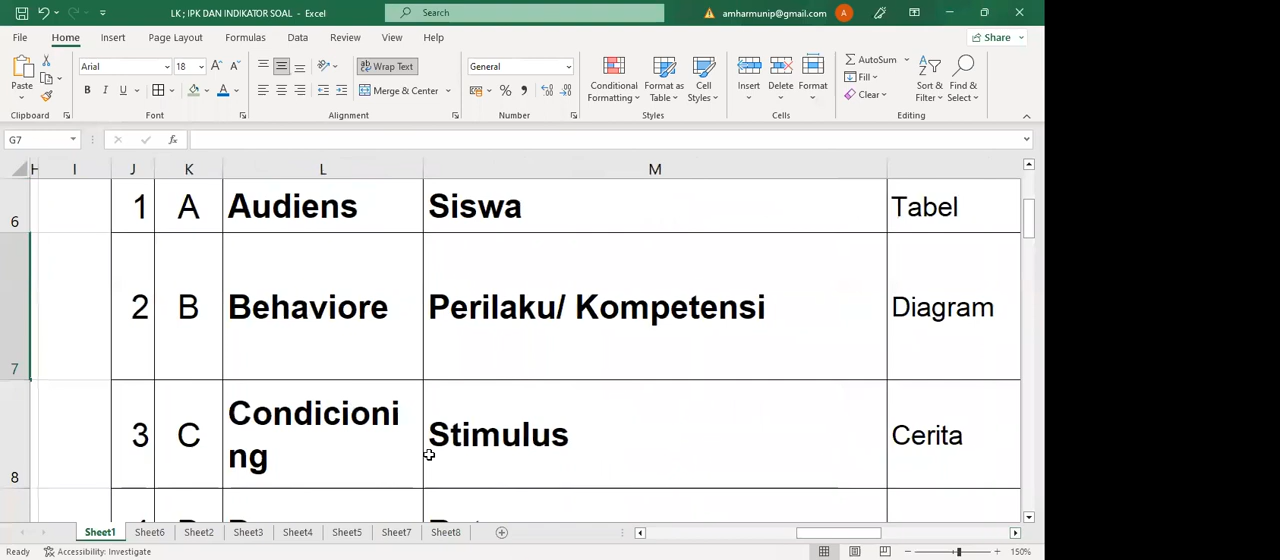 LK ; IPK DAN INDIKATOR SOAL - Excel
Search
amharmunip@gmail.com
A
File Home Insert Page Layout Formulas Data Review View Help
Share
Arial 18
Wrap Text
General
Paste
B I U
Merge & Center
Conditional Formatting
Format as Table
Cell Styles
Insert
Delete
Format
AutoSum
Fill
Clear
Sort & Filter
Find & Select
Clipboard Font Alignment Number Styles Cells Editing
G7
fx
H I J K L M
6 1 A Audiens Siswa Tabel
7 2 B Behaviore Perilaku/ Kompetensi Diagram
8 3 C Condicioni Stimulus Cerita
ng
Sheet1 Sheet6 Sheet2 Sheet3 Sheet4 Sheet5 Sheet7 Sheet8
Ready Accessibility: Investigate 150%